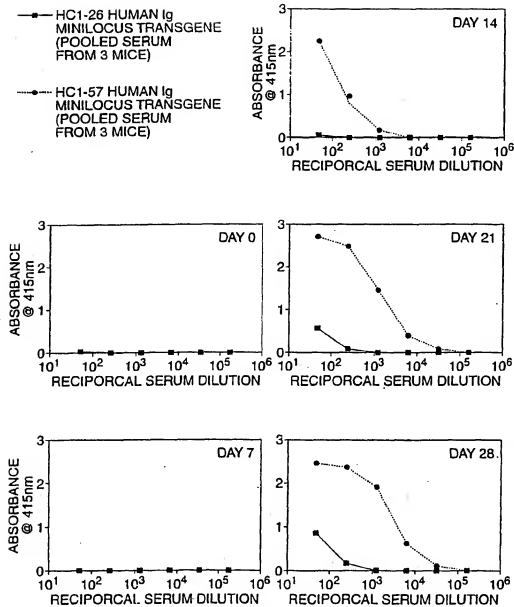 HC1-26 HUMAN Ig
MINILOCUS TRANSGENE
(POOLED SERUM
FROM 3 MICE)
HC1-57 HUMAN Ig
MINILOCUS TRANSGENE
(POOLED SERUM
FROM 3 MICE)
ABSORBANCE
@ 415nm
3
2
1
0
DAY 14
10¹ 10² 10³ 10⁴ 10⁵ 10⁶
RECIPORCAL SERUM DILUTION
ABSORBANCE
@ 415nm
3
2
1
0
DAY 0
10¹ 10² 10³ 10⁴ 10⁵ 10⁶
RECIPORCAL SERUM DILUTION
3
2
1
0
DAY 21
10¹ 10² 10³ 10⁴ 10⁵ 10⁶
RECIPORCAL SERUM DILUTION
ABSORBANCE
@ 415nm
3
2
1
0
DAY 7
10¹ 10² 10³ 10⁴ 10⁵ 10⁶
RECIPORCAL SERUM DILUTION
3
2
1
0
DAY 28
10¹ 10² 10³ 10⁴ 10⁵ 10⁶
RECIPORCAL SERUM DILUTION